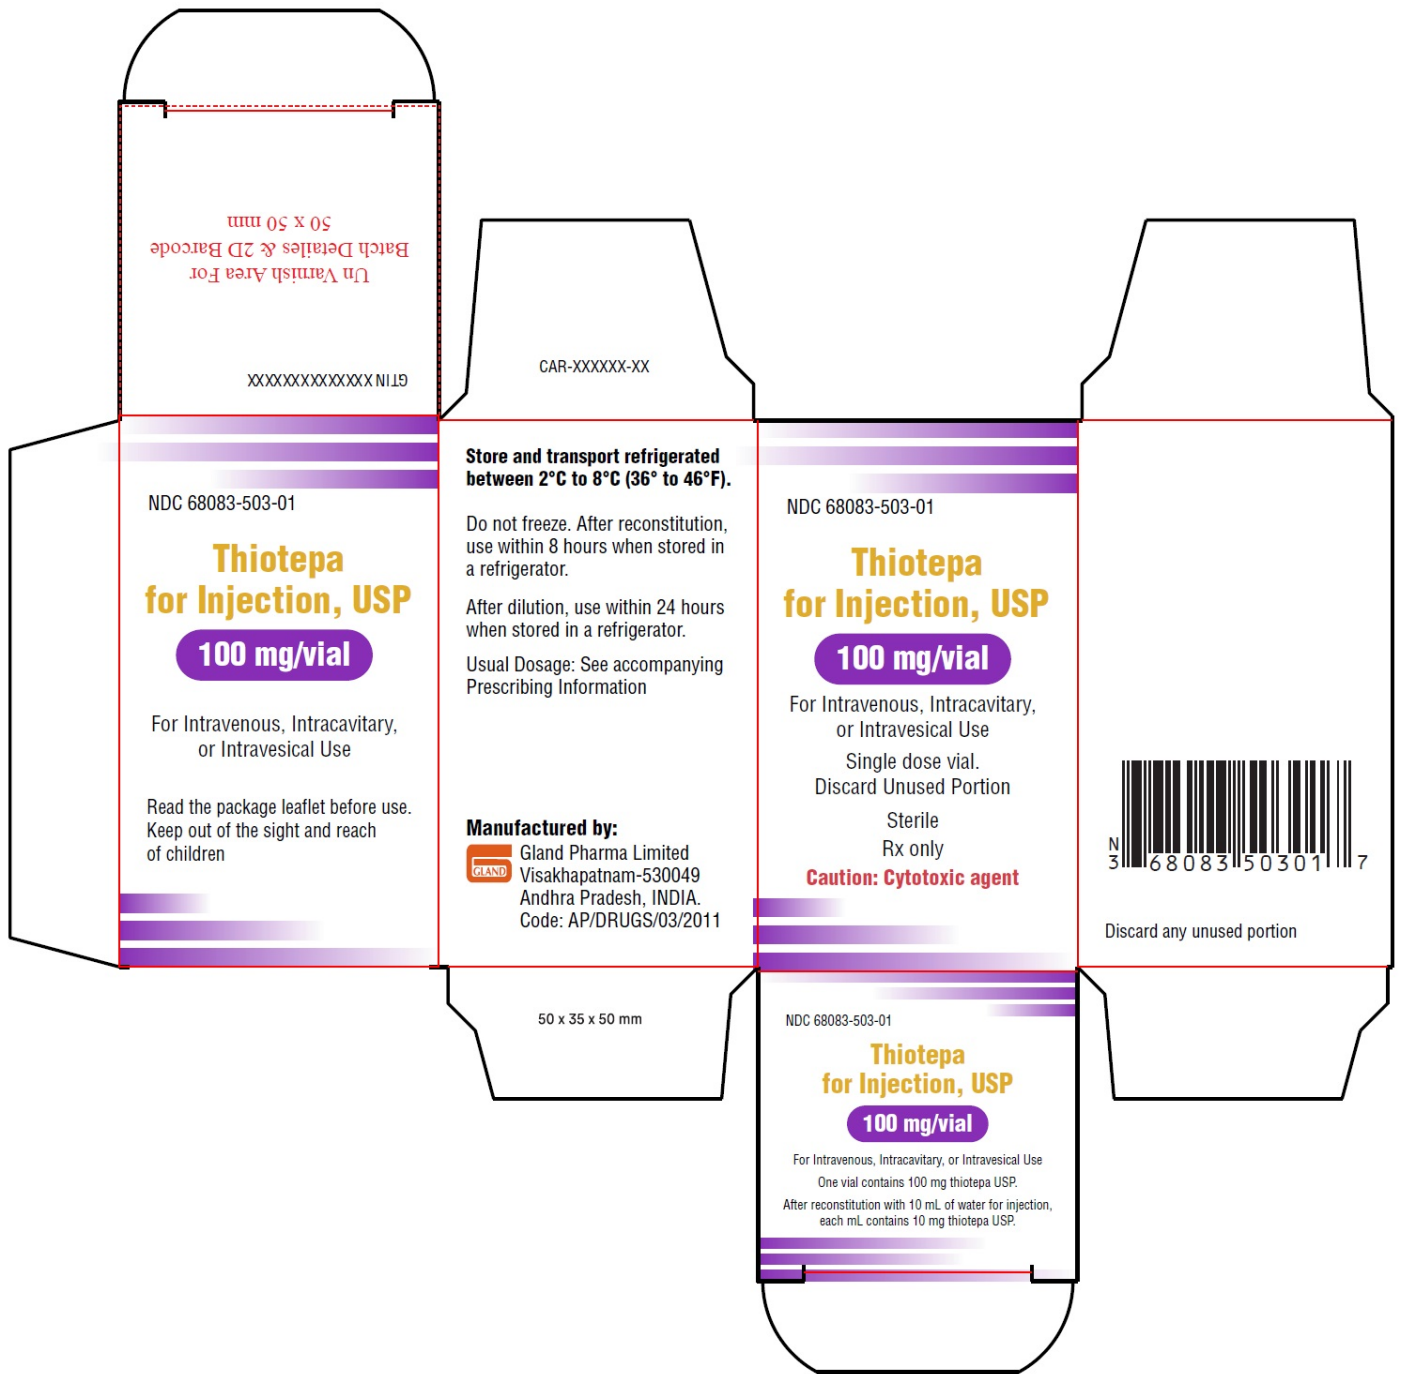 Un Varnish Area For
Batch Detailes & 2D Barcode
50 x 50 mm
GTIN XXXXXXXXXXXXXX
NDC 68083-503-01
Thiotepa
for Injection, USP
100 mg/vial
For Intravenous, Intracavitary,
or Intravesical Use
Read the package leaflet before use.
Keep out of the sight and reach
of children
CAR-XXXXXX-XX
Store and transport refrigerated
between 2°C to 8°C (36° to 46°F).
Do not freeze. After reconstitution,
use within 8 hours when stored in
a refrigerator.
After dilution, use within 24 hours
when stored in a refrigerator.
Usual Dosage: See accompanying
Prescribing Information
Manufactured by:
GLAND
Gland Pharma Limited
Visakhapatnam-530049
Andhra Pradesh, INDIA.
Code: AP/DRUGS/03/2011
50 x 35 x 50 mm
NDC 68083-503-01
Thiotepa
for Injection, USP
100 mg/vial
For Intravenous, Intracavitary,
or Intravesical Use
Single dose vial.
Discard Unused Portion
Sterile
Rx only
Caution: Cytotoxic agent
NDC 68083-503-01
Thiotepa
for Injection, USP
100 mg/vial
For Intravenous, Intracavitary, or Intravesical Use
One vial contains 100 mg thiotepa USP.
After reconstitution with 10 mL of water for injection,
each mL contains 10 mg thiotepa USP.
N
3 68083 50301 7
Discard any unused portion